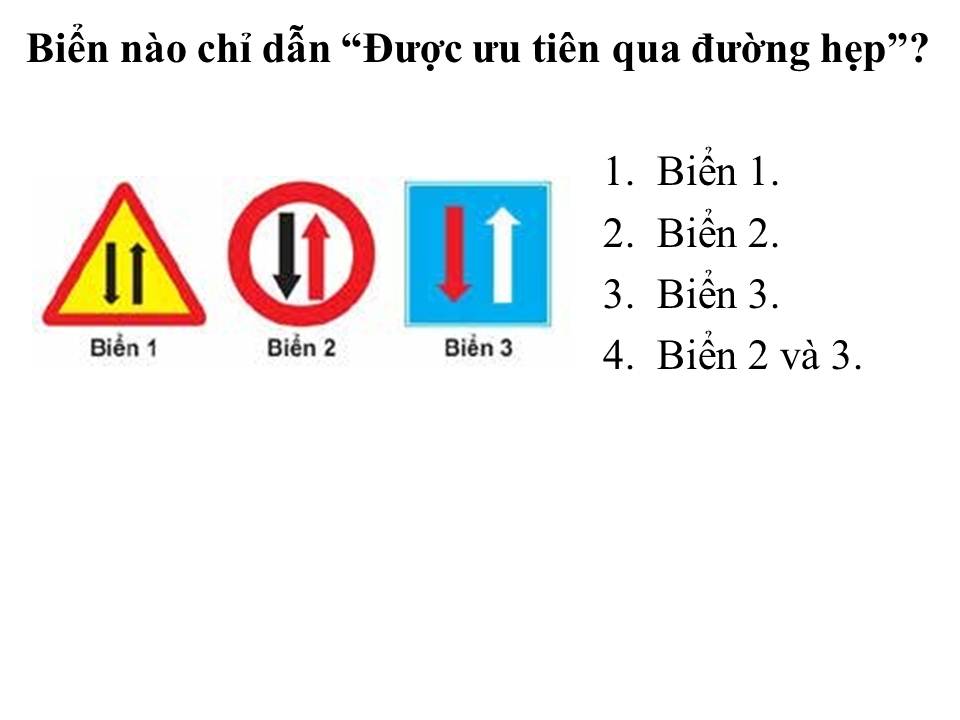 Biển nào chỉ dẫn “Được ưu tiên qua đường hẹp”?
1. Biển 1.
2. Biển 2.
3. Biển 3.
4. Biển 2 và 3.
Biển 1 Biển 2 Biển 3